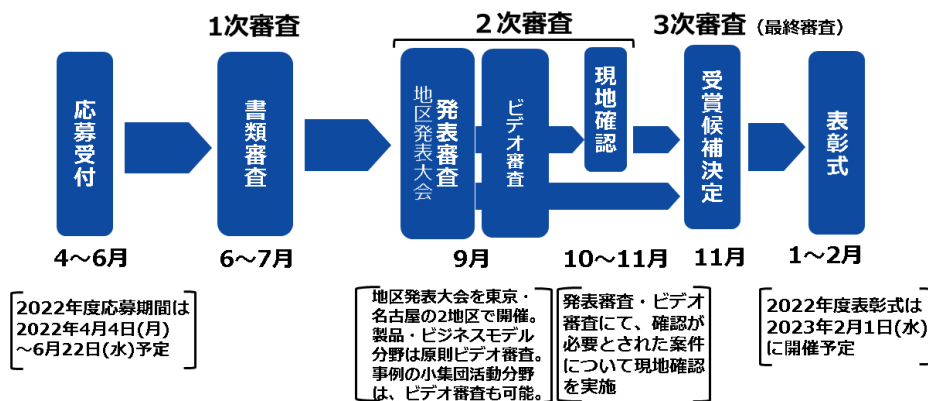 1次審査
2次審査
3次審査（最終審査）
応募受付
書類審査
発表審査
地区発表大会
ビデオ審査
現地確認
受賞候補決定
表彰式
4～6月
6～7月
9月
10～11月
11月
1～2月
2022年度応募期間は
2022年4月4日(月)
～6月22日(水)予定
地区発表大会を東京・
名古屋の2地区で開催。
製品・ビジネスモデル
分野は原則ビデオ審査。
事例の小集団活動分野
は、ビデオ審査も可能。
発表審査・ビデオ
審査にて、確認が
必要とされた案件
について現地確認
を実施
2022年度表彰式は
2023年2月1日(水)
に開催予定